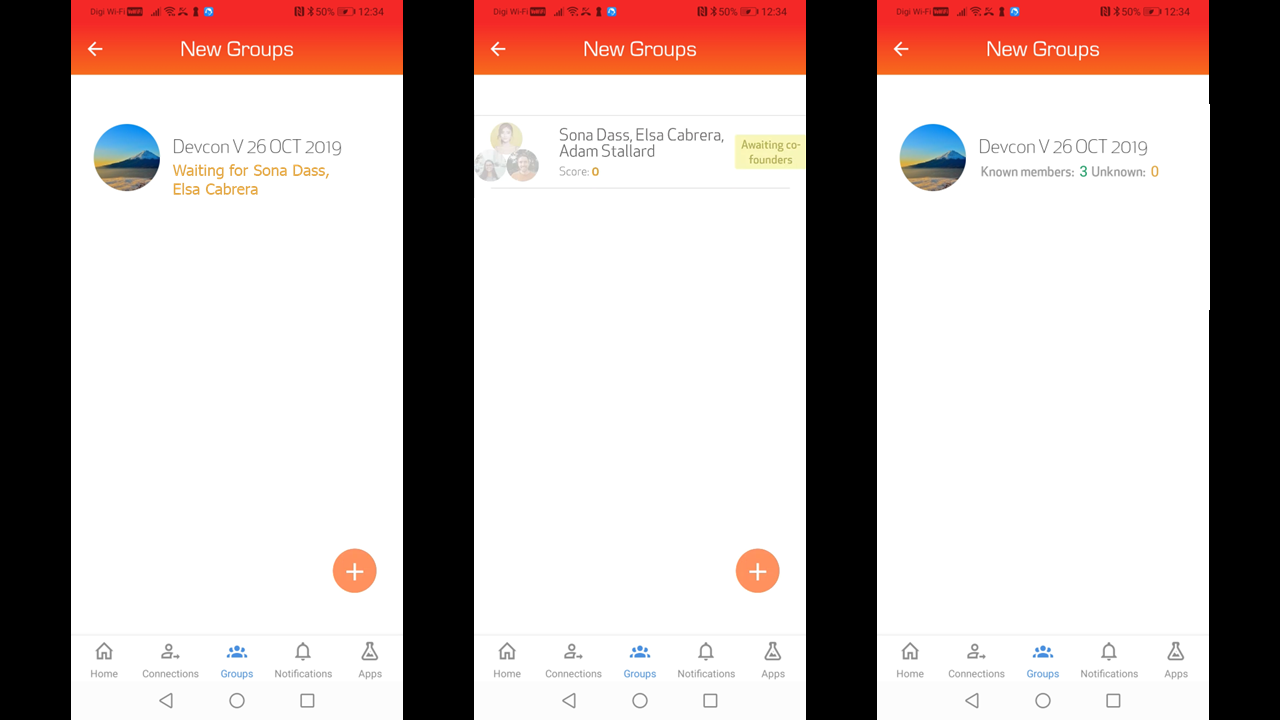 Digi Wi-Fi 50% 12:34
New Groups
Devcon V 26 OCT 2019
Waiting for Sona Dass,
Elsa Cabrera
Home Connections Groups Notifications Apps
Digi Wi-Fi 50% 12:34
New Groups
Sona Dass, Elsa Cabrera,
Adam Stallard
Score: 0
Awaiting co-
founders
Home Connections Groups Notifications Apps
Digi Wi-Fi 50% 12:34
New Groups
Devcon V 26 OCT 2019
Known members: 3 Unknown: 0
Home Connections Groups Notifications Apps